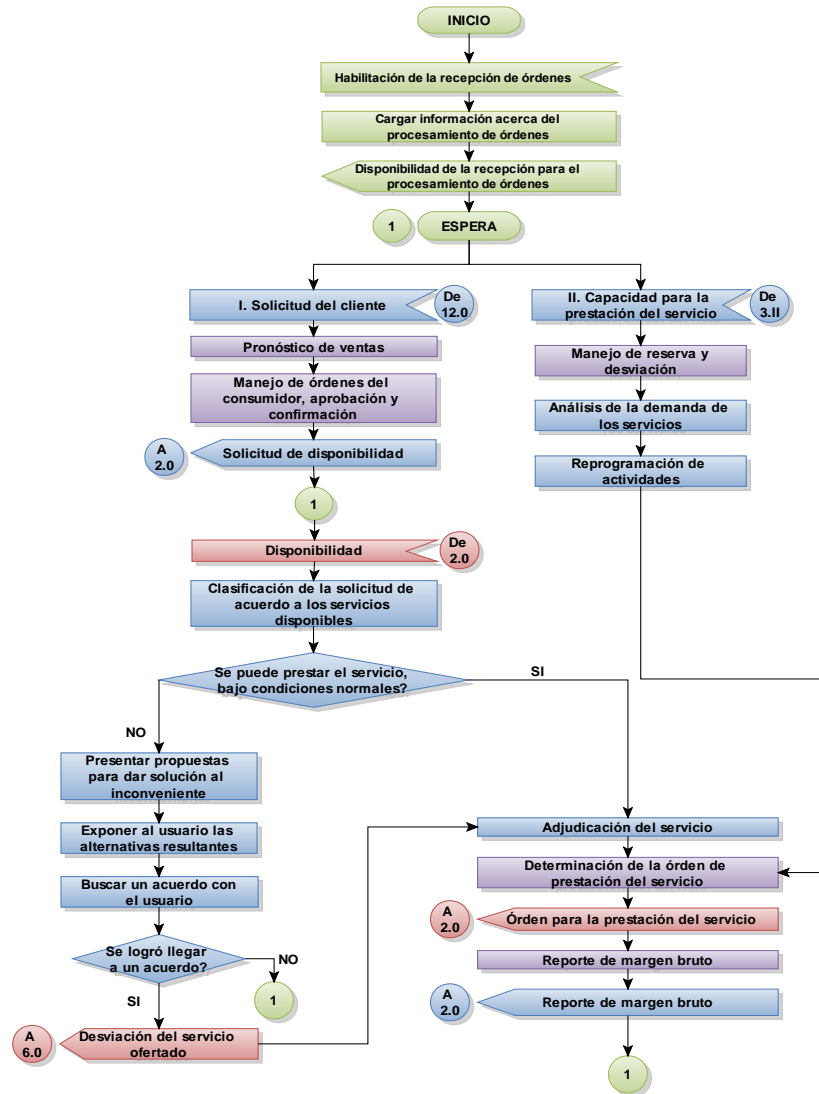 INICIO
Habilitación de la recepción de órdenes
Cargar información acerca del
procesamiento de órdenes
Disponibilidad de la recepción para el
procesamiento de órdenes
1
ESPERA
I. Solicitud del cliente
De
12.0
Pronóstico de ventas
Manejo de órdenes del
consumidor, aprobación y
confirmación
A
2.0
Solicitud de disponibilidad
1
II. Capacidad para la
prestación del servicio
De
3.II
Manejo de reserva y
desviación
Análisis de la demanda de
los servicios
Reprogramación de
actividades
Disponibilidad
De
2.0
Clasificación de la solicitud de
acuerdo a los servicios
disponibles
Se puede prestar el servicio,
bajo condiciones normales?
SI
NO
Presentar propuestas
para dar solución al
inconveniente
Exponer al usuario las
alternativas resultantes
Buscar un acuerdo con
el usuario
Se logró llegar
a un acuerdo?
NO
1
SI
A
6.0
Desviación del servicio
ofertado
Adjudicación del servicio
Determinación de la órden de
prestación del servicio
A
2.0
Órden para la prestación del servicio
Reporte de margen bruto
A
2.0
Reporte de margen bruto
1